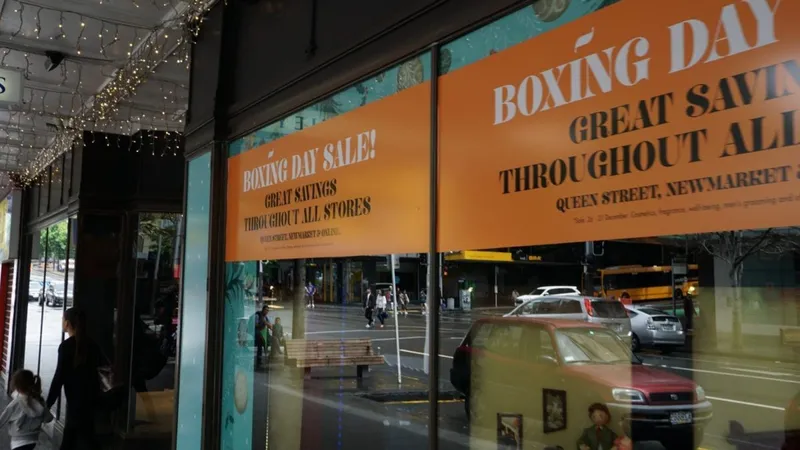 S
BOXING DAY SALE!
GREAT SAVINGS
THROUGHOUT ALL STORES
QUEEN STREET, NEWMARKET & ONLINE.
BOXING DAY
GREAT SAVIN
THROUGHOUT ALL
QUEEN STREET, NEWMARKET